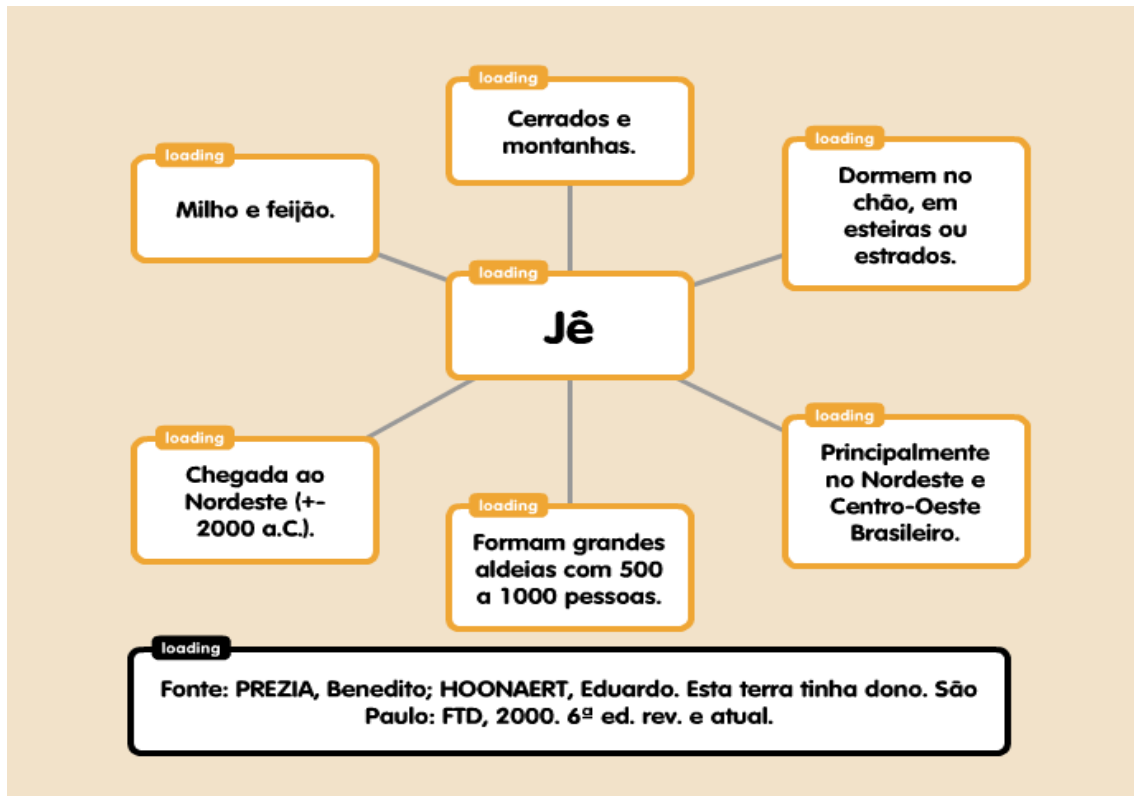 loading
Cerrados e
montanhas.
loading
Milho e feijão.
loading
Dormem no
chão, em
esteiras ou
estrados.
loading
Jê
loading
Chegada ao
Nordeste (+-
2000 a.C.).
loading
Formam grandes
aldeias com 500
a 1000 pessoas.
loading
Principalmente
no Nordeste e
Centro-Oeste
Brasileiro.
loading
Fonte: PREZIA, Benedito; HOONAERT, Eduardo. Esta terra tinha dono. São
Paulo: FTD, 2000. 6ª ed. rev. e atual.